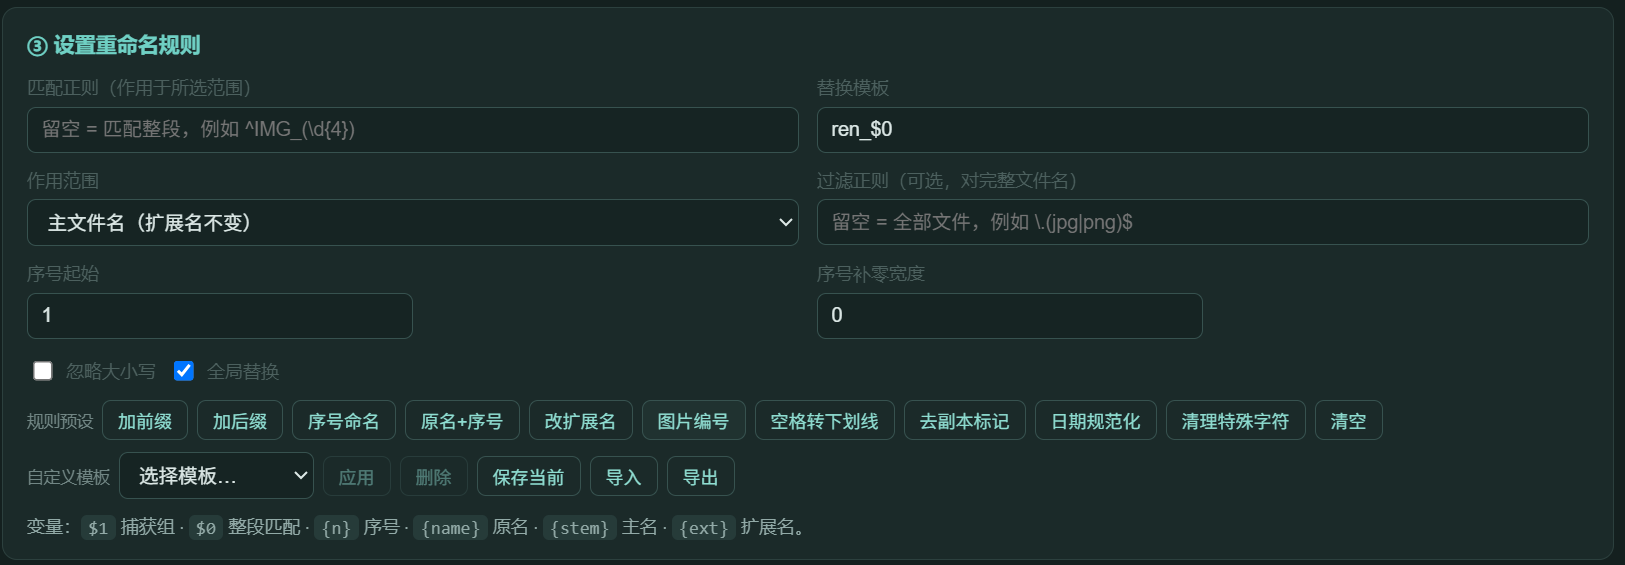 ③ 设置重命名规则
匹配正则（作用于所选范围）
替换模板
留空 = 匹配整段，例如 ^IMG_(\d{4})
ren_$0
作用范围
过滤正则（可选，对完整文件名）
主文件名（扩展名不变）
留空 = 全部文件，例如 \.(jpg|png)$
序号起始
序号补零宽度
1
0
忽略大小写 全局替换
规则预设 加前缀 加后缀 序号命名 原名+序号 改扩展名 图片编号 空格转下划线 去副本标记 日期规范化 清理特殊字符 清空
自定义模板 选择模板... 应用 删除 保存当前 导入 导出
变量： $1 捕获组 · $0 整段匹配 · {n} 序号 · {name} 原名 · {stem} 主名 · {ext} 扩展名。